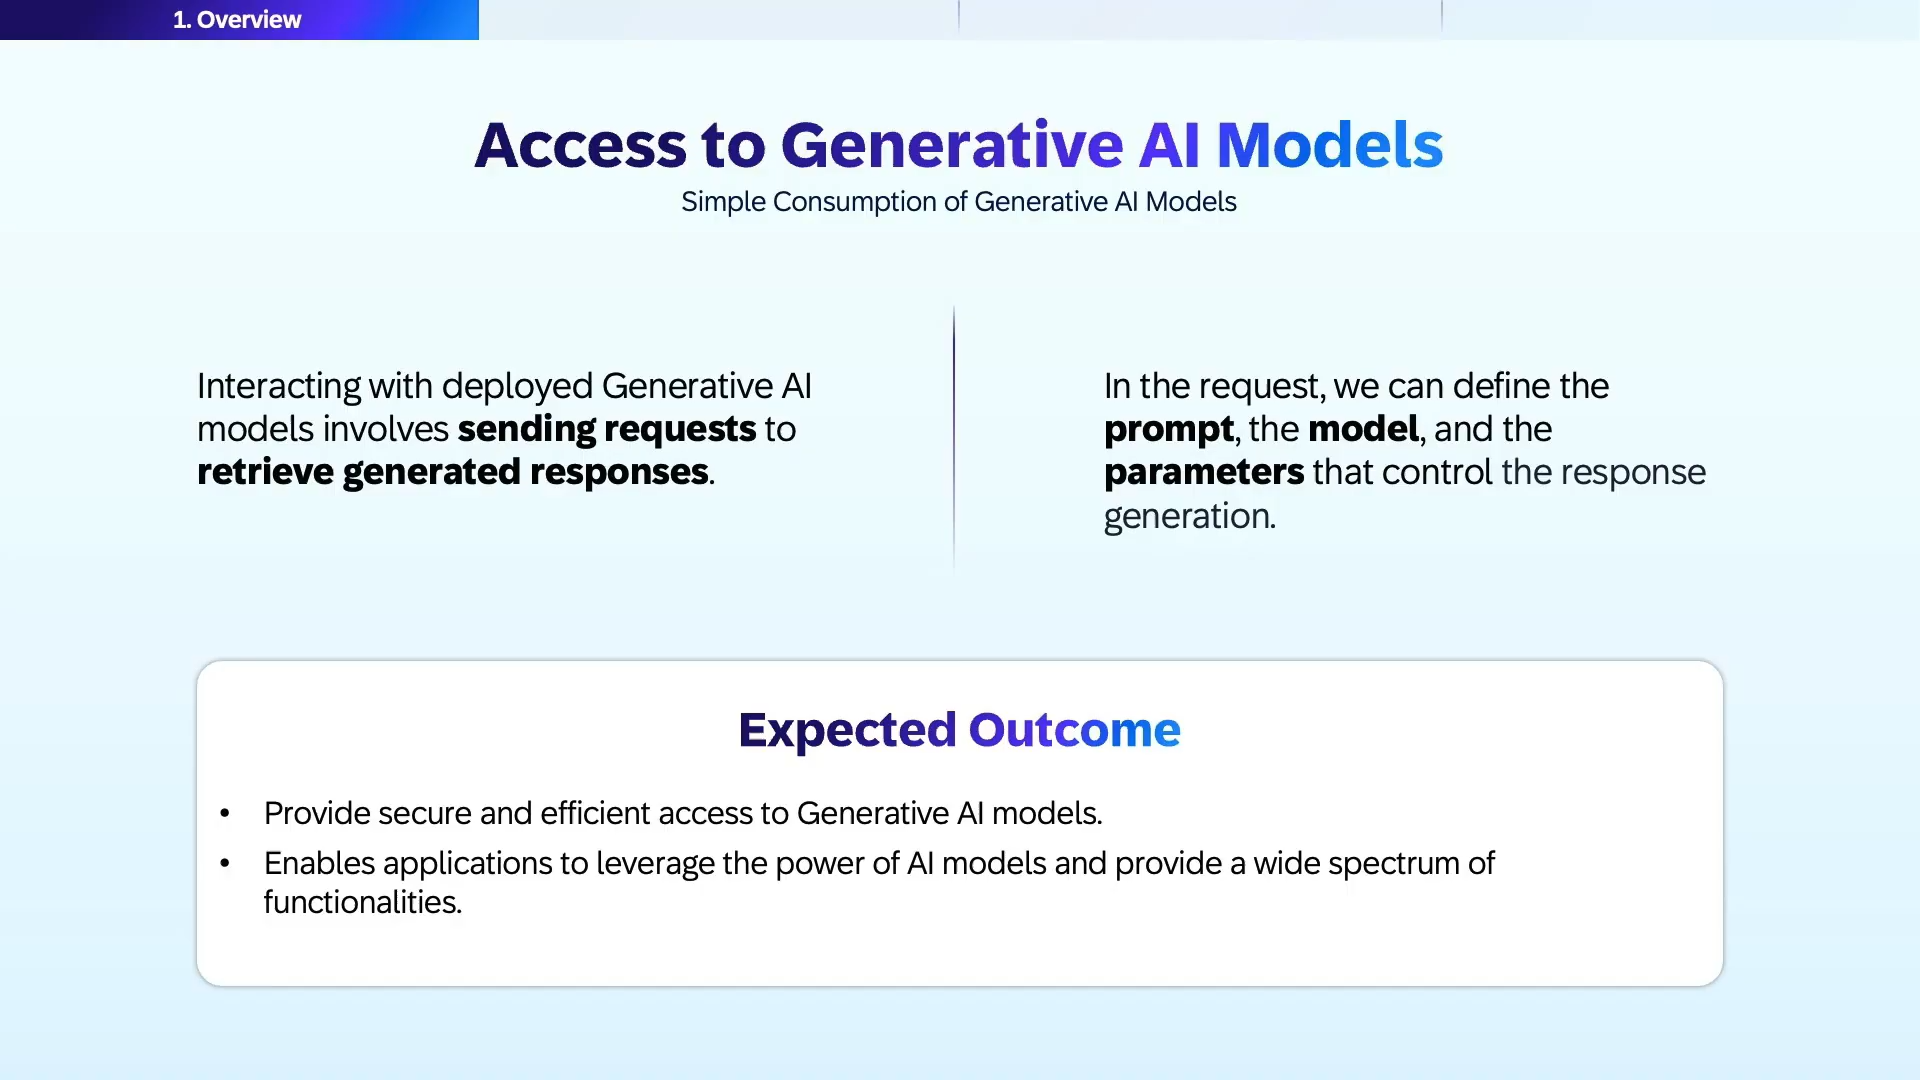 1. Overview
Access to Generative AI Models
Simple Consumption of Generative AI Models
Interacting with deployed Generative AI
models involves sending requests to
retrieve generated responses.
In the request, we can define the
prompt, the model, and the
parameters that control the response
generation.
Expected Outcome
• Provide secure and efficient access to Generative AI models.
• Enables applications to leverage the power of AI models and provide a wide spectrum of
functionalities.